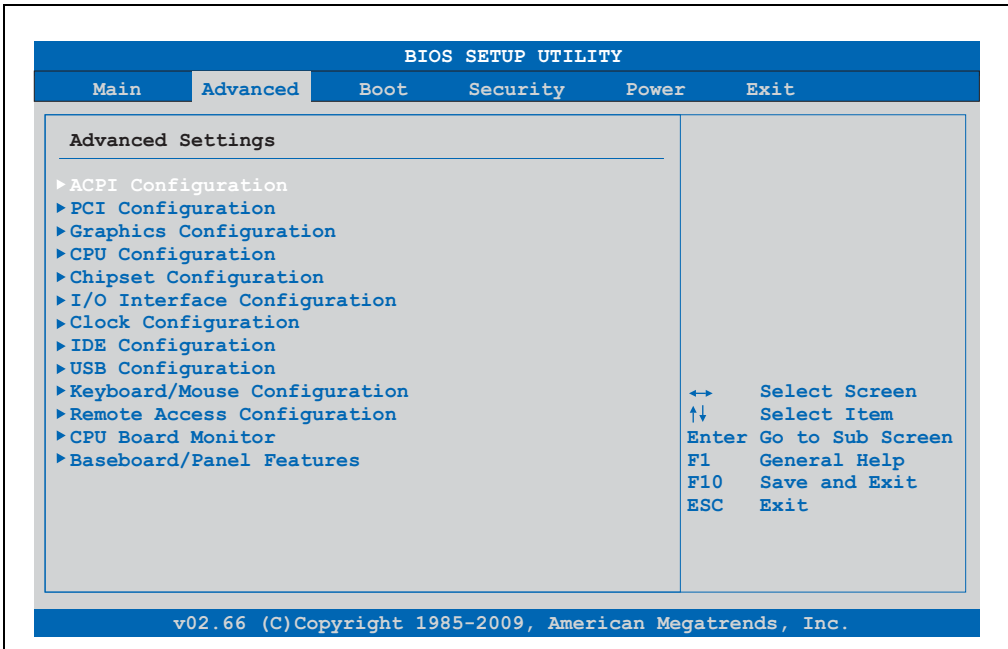 BIOS SETUP UTILITY
Main Advanced Boot Security Power Exit
Advanced Settings
ACPI Configuration
PCI Configuration
Graphics Configuration
CPU Configuration
Chipset Configuration
I/O Interface Configuration
Clock Configuration
IDE Configuration
USB Configuration
Keyboard/Mouse Configuration
Remote Access Configuration
CPU Board Monitor
Baseboard/Panel Features
Select Screen
Select Item
Enter Go to Sub Screen
F1 General Help
F10 Save and Exit
ESC Exit
v02.66 (C)Copyright 1985-2009, American Megatrends, Inc.